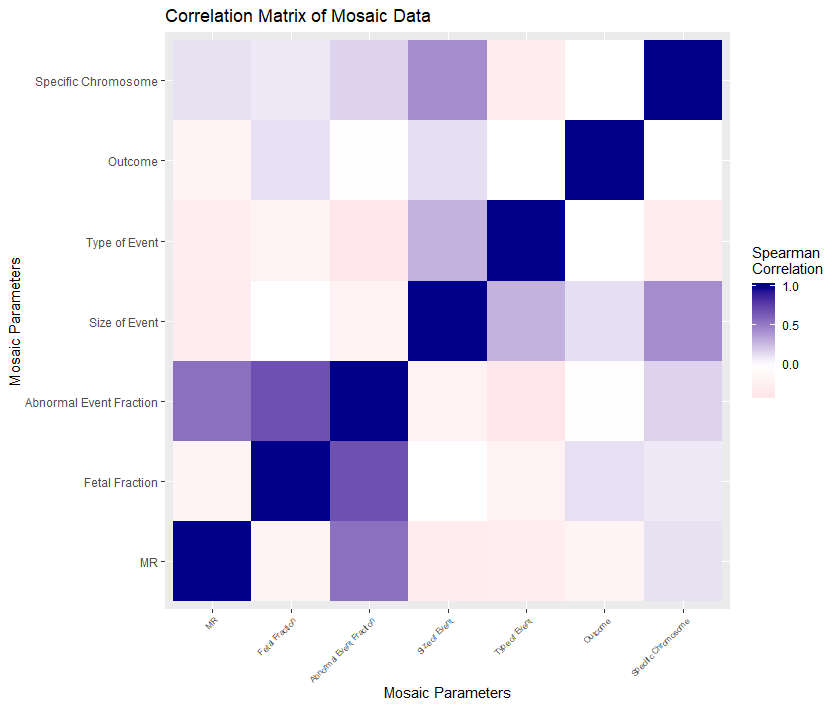 Correlation Matrix of Mosaic Data
Mosaic Parameters
Specific Chromosome
Outcome
Type of Event
Size of Event
Abnormal Event Fraction
Fetal Fraction
MR
MR
Fetal Fraction
Abnormal Event Fraction
Size of Event
Type of Event
Outcome
Specific Chromosome
Mosaic Parameters
Spearman
Correlation
1.0
0.5
0.0